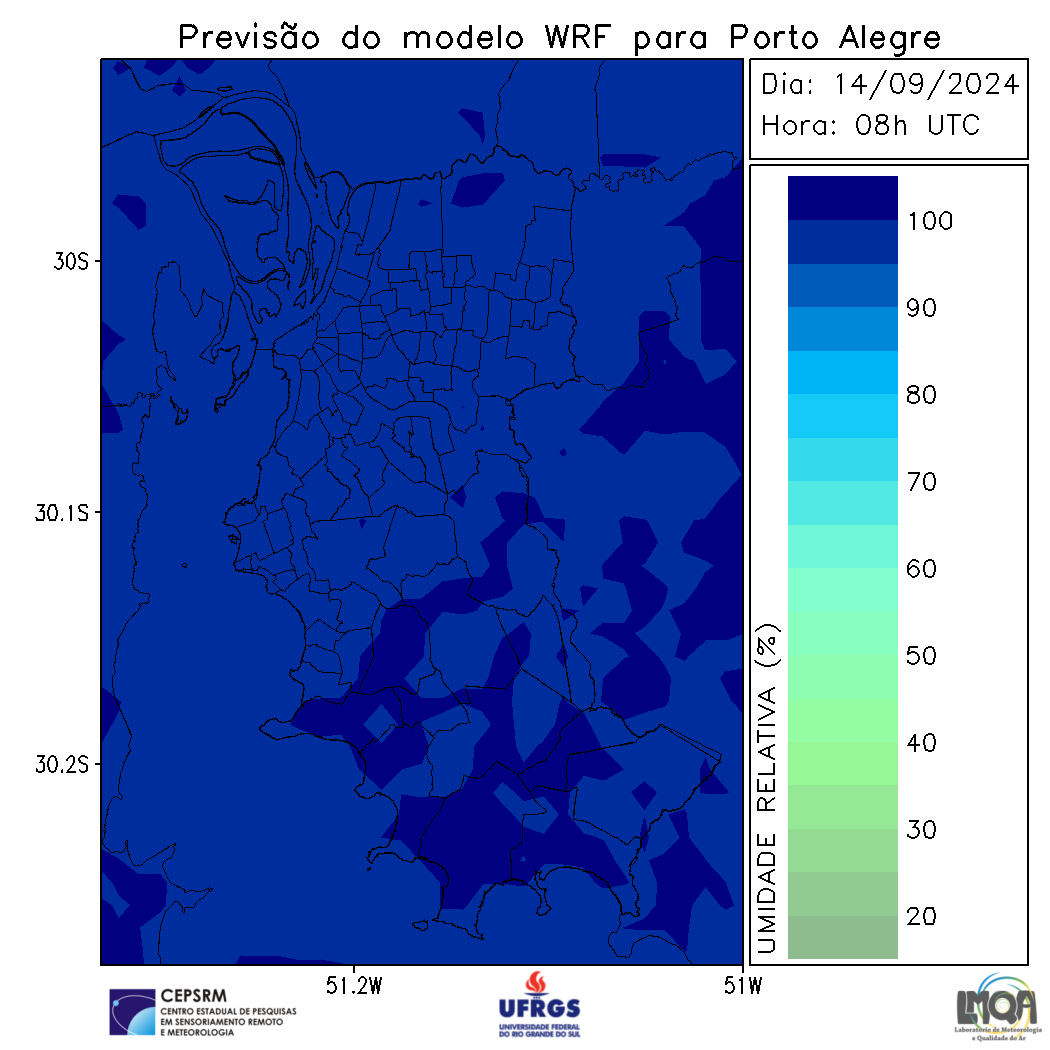 Previsão do modelo WRF para Porto Alegre
Dia: 14/09/2024
Hora: 08h UTC
100
90
80
70
60
50
40
30
20
UMIDADE RELATIVA (%)
30S
30.1S
30.2S
51.2W
51W
CEPSRM
CENTRO ESTADUAL DE PESQUISAS
EM SENSORIAMENTO REMOTO
E METEOROLOGIA
UFRGS
UNIVERSIDADE FEDERAL
DO RIO GRANDE DO SUL
LMQA
Laboratório de Meteorologia
e Qualidade do Ar